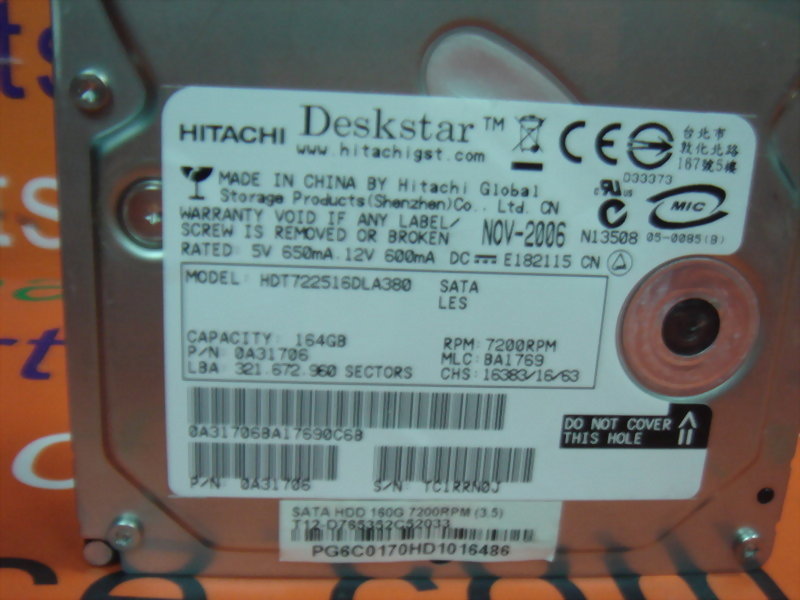 HITACHI Deskstar™
www.hitachigst.com
CE
台北市
敦化北路
167號5樓
MADE IN CHINA BY Hitachi Global
Storage Products(Shenzhen)Co., Ltd. CN
D33373
c us
WARRANTY VOID IF ANY LABEL/
SCREW IS REMOVED OR BROKEN
NOV-2006
N13508
MIC
05-0085(B)
RATED: 5V 650mA, 12V 600mA DC E182115 CN
MODEL: HDT722516DLA380
SATA
LES
CAPACITY: 164GB
RPM: 7200RPM
P/N: 0A31706
MLC: BA1769
LBA: 321,672,960 SECTORS
CHS: 16383/16/63
0A31706BA17690C6B
DO NOT COVER
THIS HOLE
P/N: 0A31706
S/N:
SATA HDD 160G 7200RPM (3.5)
PG6C0170HD1016486